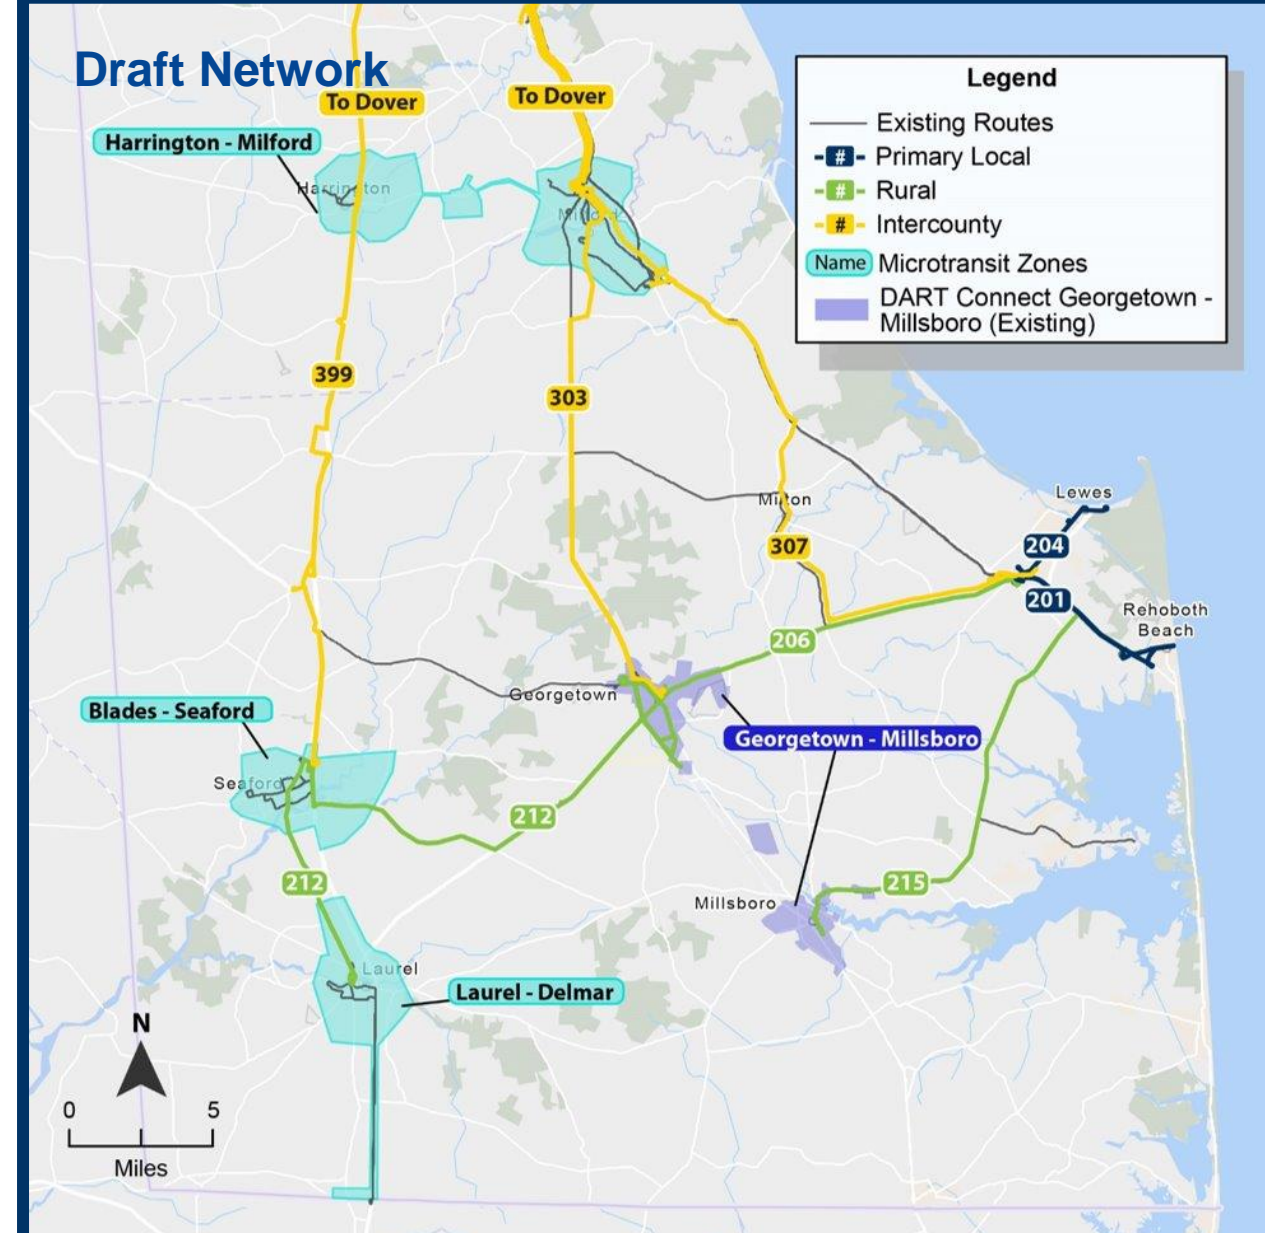 Draft Network
To Dover
To Dover
Harrington - Milford
Harrington
Milford
Legend
Existing Routes
# Primary Local
# Rural
# Intercounty
Name Microtransit Zones
DART Connect Georgetown -
Millsboro (Existing)
399
303
Milton
Lewes
307
204
201
Rehoboth
Beach
206
Georgetown
Blades - Seaford
Georgetown - Millsboro
Seaford
212
212
215
Millsboro
Laurel
Laurel - Delmar
N
0 5
Miles